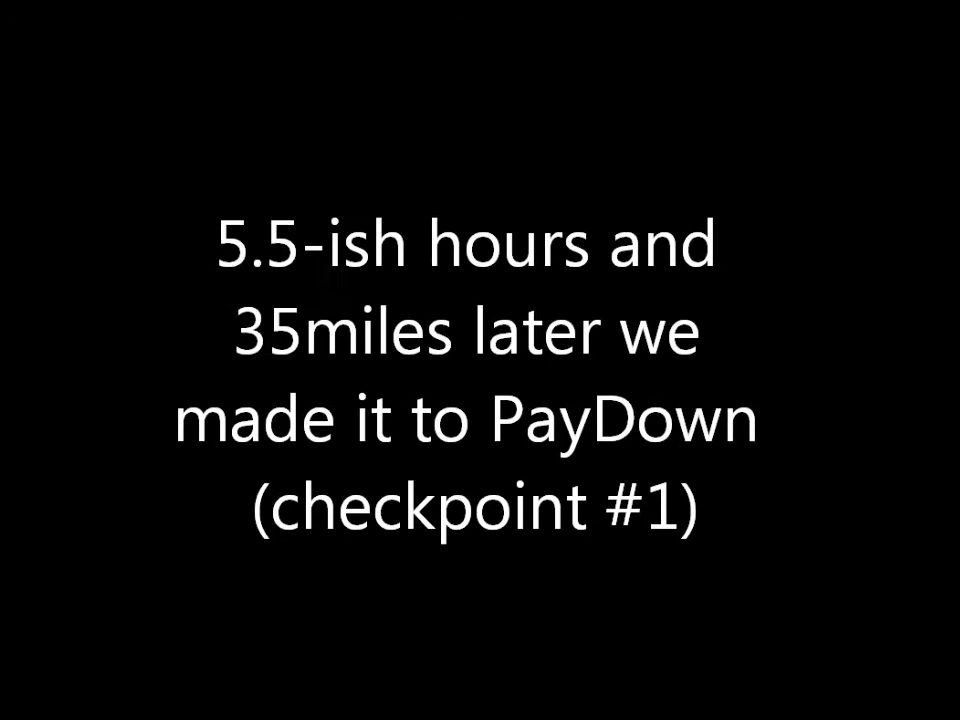 5.5-ish hours and
35miles later we
made it to PayDown
(checkpoint #1)